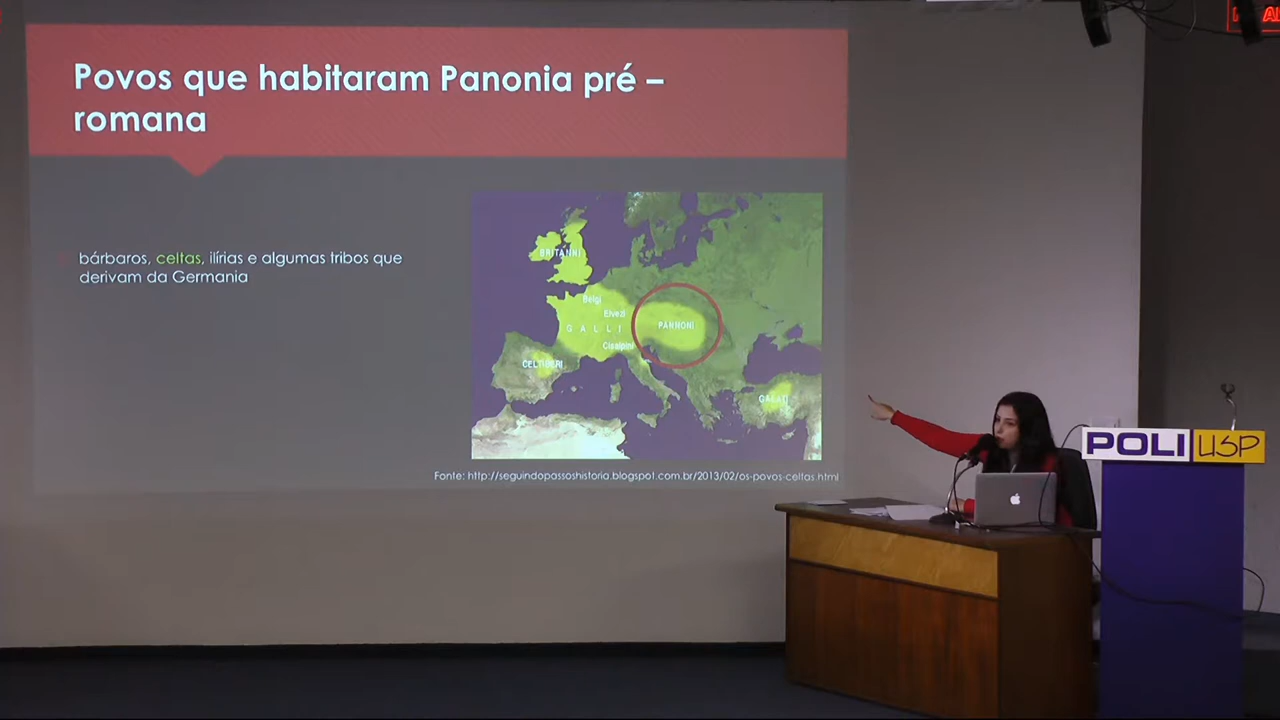 Povos que habitaram Panonia pré –
romana
bárbaros, celtas, ilírias e algumas tribos que
derivam da Germania
BRITANNI
Belgi
Elvezi
GALLI
PANNONI
Cisalpini
CELTIBERI
GALATI
Fonte: http://seguindopassoshistoria.blogspot.com.br/2013/02/os-povos-celtas.html
POLI USP